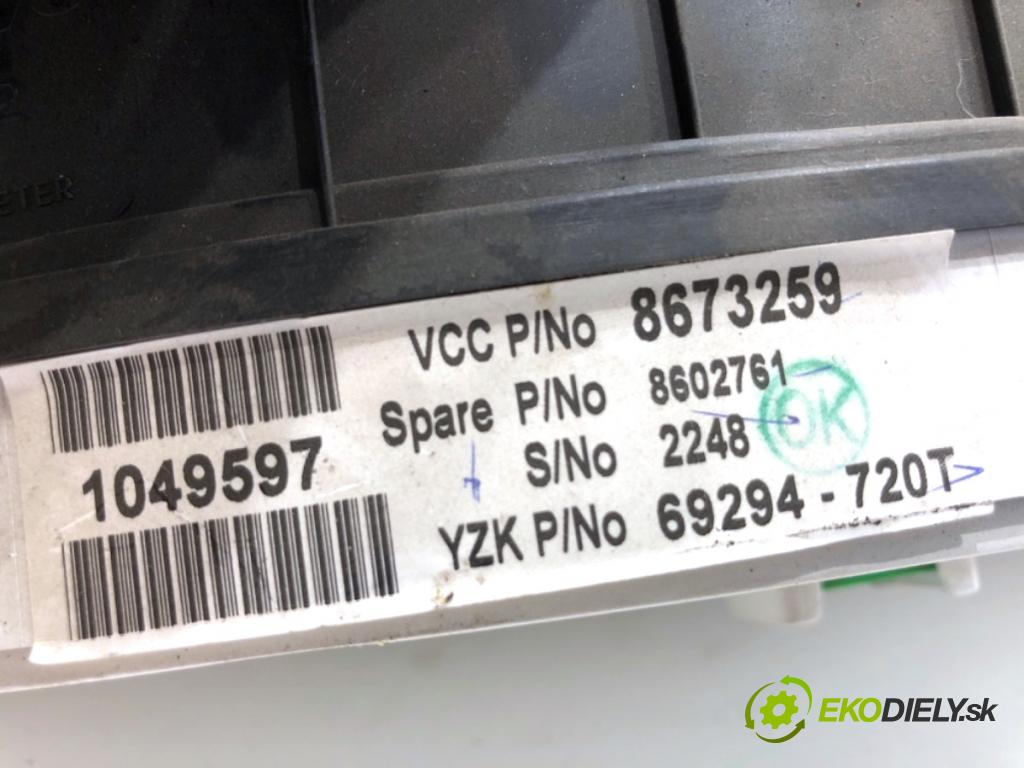 ETER
VCC P/No 8673259
Spare P/No 8602761
S/No 2248
OK
YZK P/No 69294-720T
1049597
EKODIELY.sk